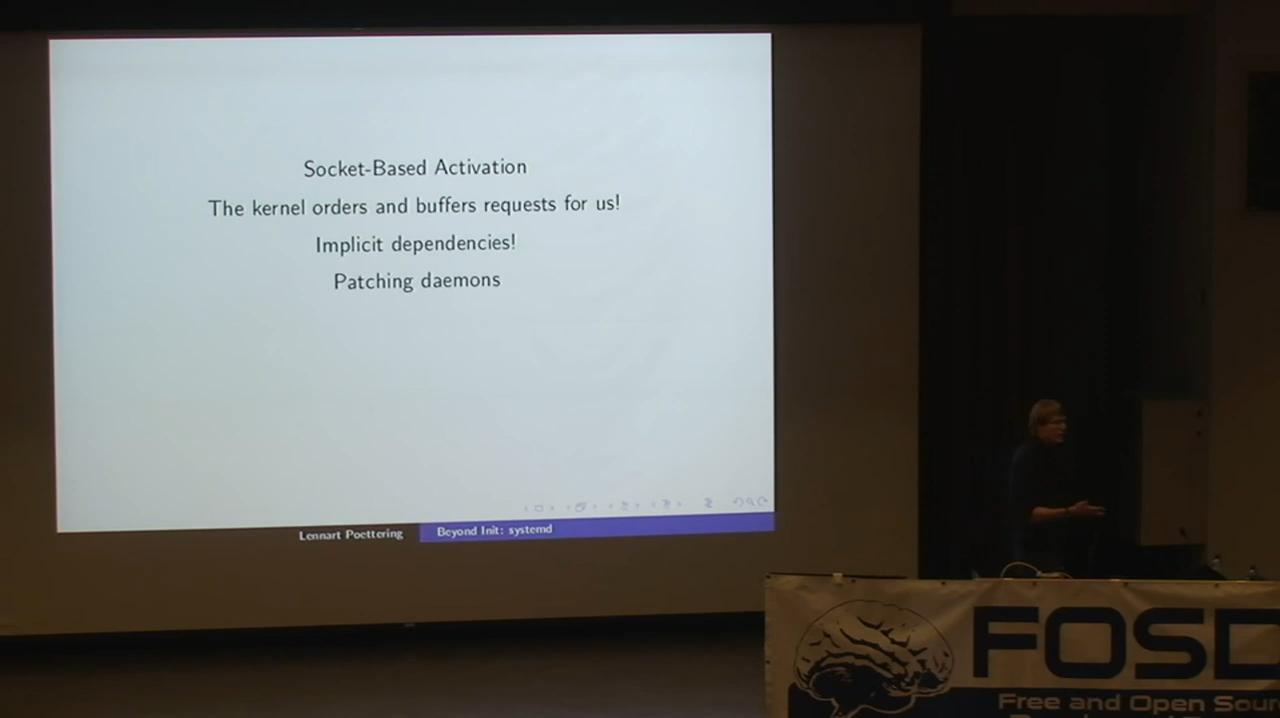 Socket-Based Activation
The kernel orders and buffers requests for us!
Implicit dependencies!
Patching daemons
Lennart Poettering
Beyond Init: systemd
FOSD
Free and Open Sour